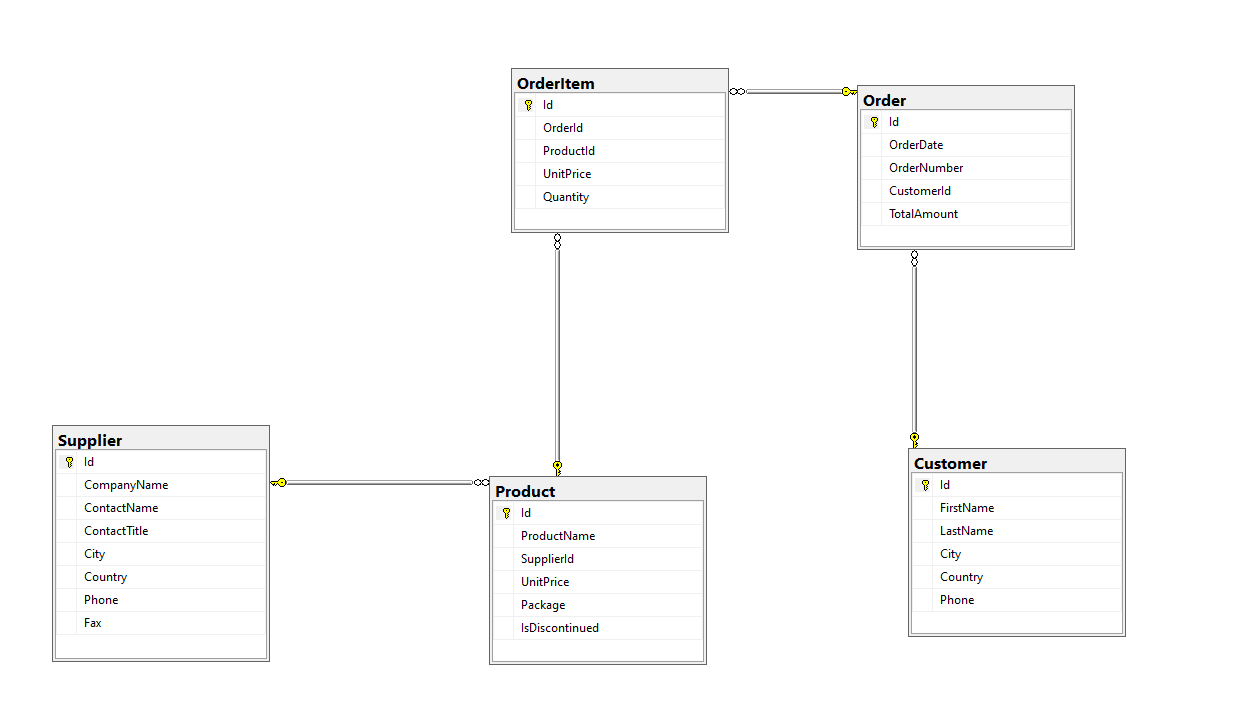 OrderItem
Id
OrderId
ProductId
UnitPrice
Quantity
Order
Id
OrderDate
OrderNumber
CustomerId
TotalAmount
Supplier
Id
CompanyName
ContactName
ContactTitle
City
Country
Phone
Fax
Product
Id
ProductName
SupplierId
UnitPrice
Package
IsDiscontinued
Customer
Id
FirstName
LastName
City
Country
Phone